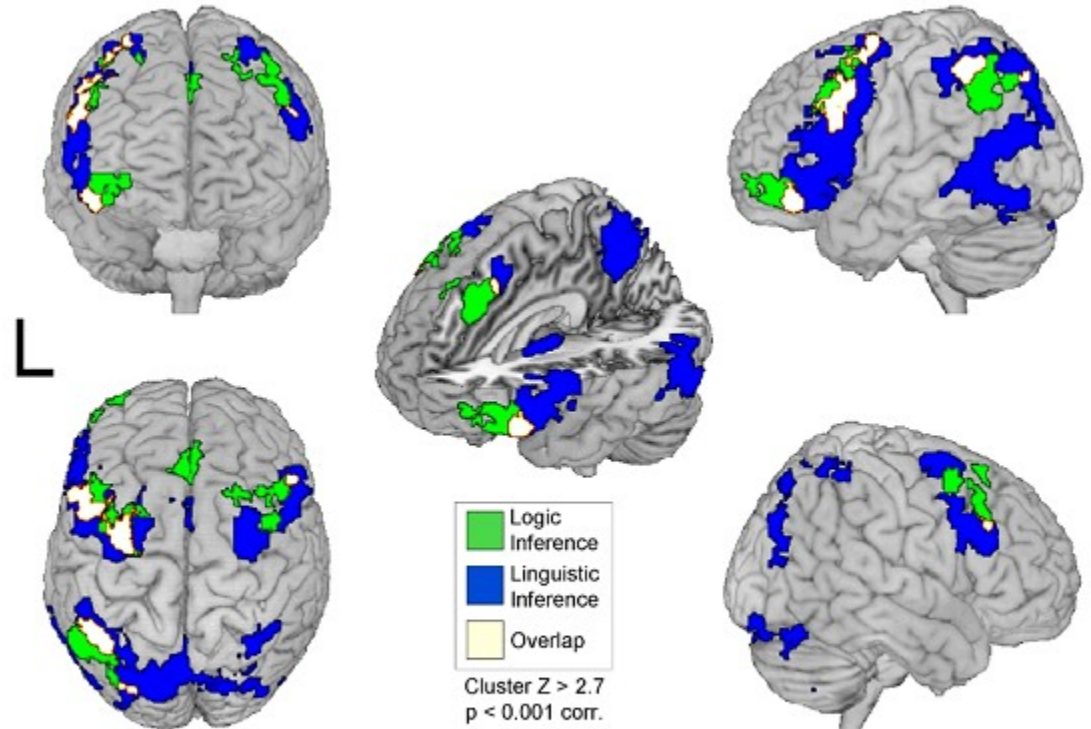 L
Logic
Inference
Linguistic
Inference
Overlap
Cluster Z > 2.7
p < 0.001 corr.